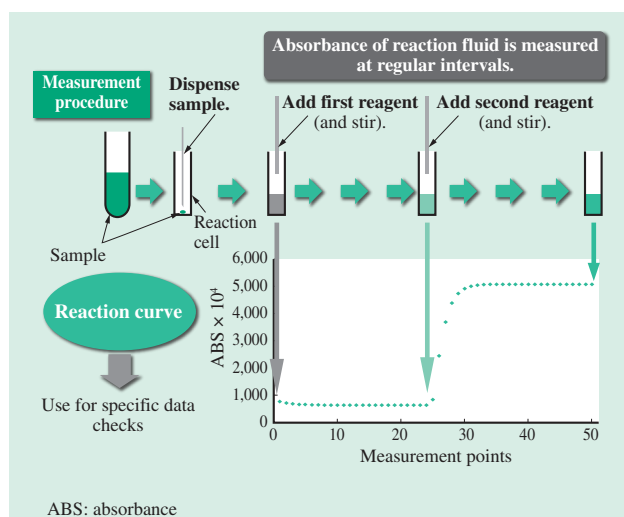 Absorbance of reaction fluid is measured
at regular intervals.
Measurement
procedure
Dispense
sample.
Add first reagent
(and stir).
Add second reagent
(and stir).
Sample
Reaction
cell
Reaction curve
Use for specific data
checks
ABS × 10⁴
6,000
5,000
4,000
3,000
2,000
1,000
0
0 10 20 30 40 50
Measurement points
ABS: absorbance